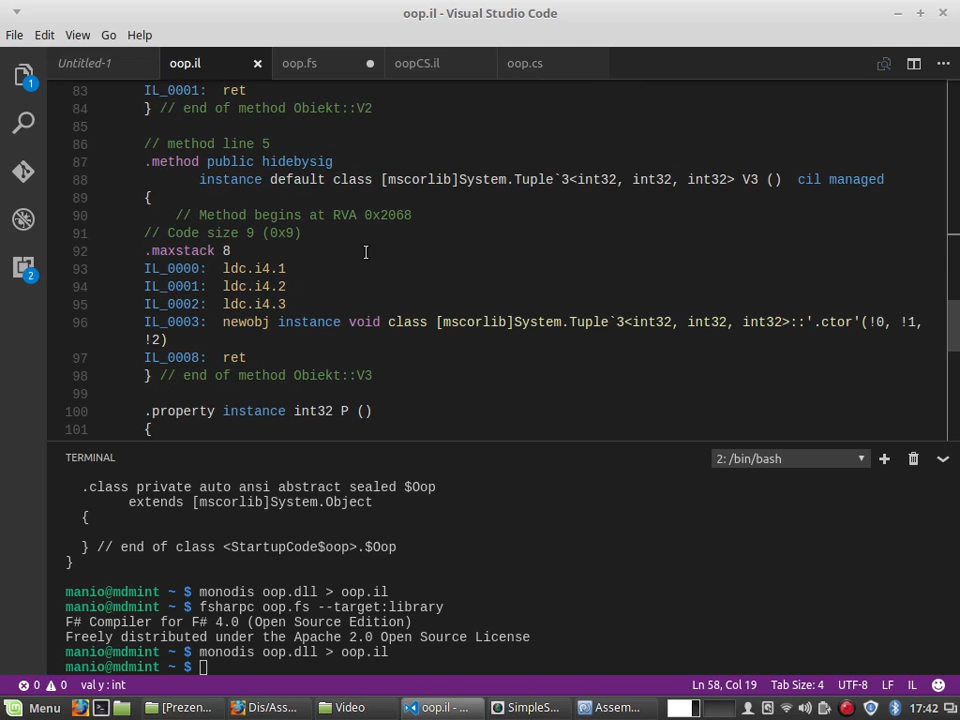 oop.il - Visual Studio Code
File Edit View Go Help
Untitled-1 oop.il oop.fs oopCS.il oop.cs
83 IL_0001: ret
84 } // end of method Obiekt::V2
85
86 // method line 5
87 .method public hidebysig
88 instance default class [mscorlib]System.Tuple`3<int32, int32, int32> V3 () cil managed
89 {
90 // Method begins at RVA 0x2068
91 // Code size 9 (0x9)
92 .maxstack 8
93 IL_0000: ldc.i4.1
94 IL_0001: ldc.i4.2
95 IL_0002: ldc.i4.3
96 IL_0003: newobj instance void class [mscorlib]System.Tuple`3<int32, int32, int32>::'.ctor'(!0, !1,
!2)
97 IL_0008: ret
98 } // end of method Obiekt::V3
99
100 .property instance int32 P ()
101 {
1
2
TERMINAL
2: /bin/bash
.class private auto ansi abstract sealed $Oop
extends [mscorlib]System.Object
{
} // end of class <StartupCode$oop>.$Oop
}
manio@mdmint ~ $ monodis oop.dll > oop.il
manio@mdmint ~ $ fsharpc oop.fs --target:library
F# Compiler for F# 4.0 (Open Source Edition)
Freely distributed under the Apache 2.0 Open Source License
manio@mdmint ~ $ monodis oop.dll > oop.il
manio@mdmint ~ $
0 0 val y : int Ln 58, Col 19 Tab Size: 4 UTF-8 LF IL
Menu [Prezen... Dis/Ass... Video oop.il -... SimpleS... Assem... 17:42